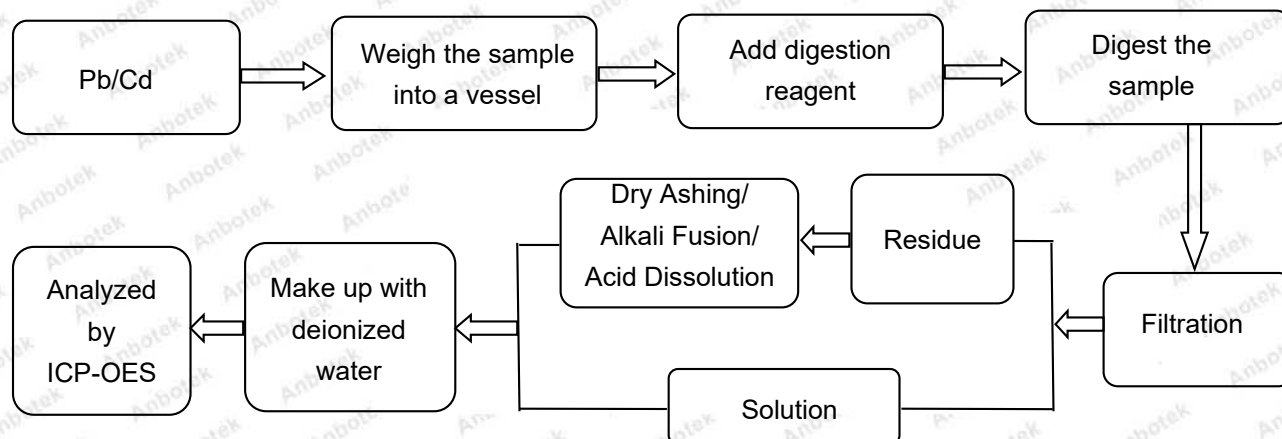 Pb/Cd
Weigh the sample
into a vessel
Add digestion
reagent
Digest the
sample
Filtration
Residue
Dry Ashing/
Alkali Fusion/
Acid Dissolution
Solution
Make up with
deionized
water
Analyzed
by
ICP-OES
Anbotek